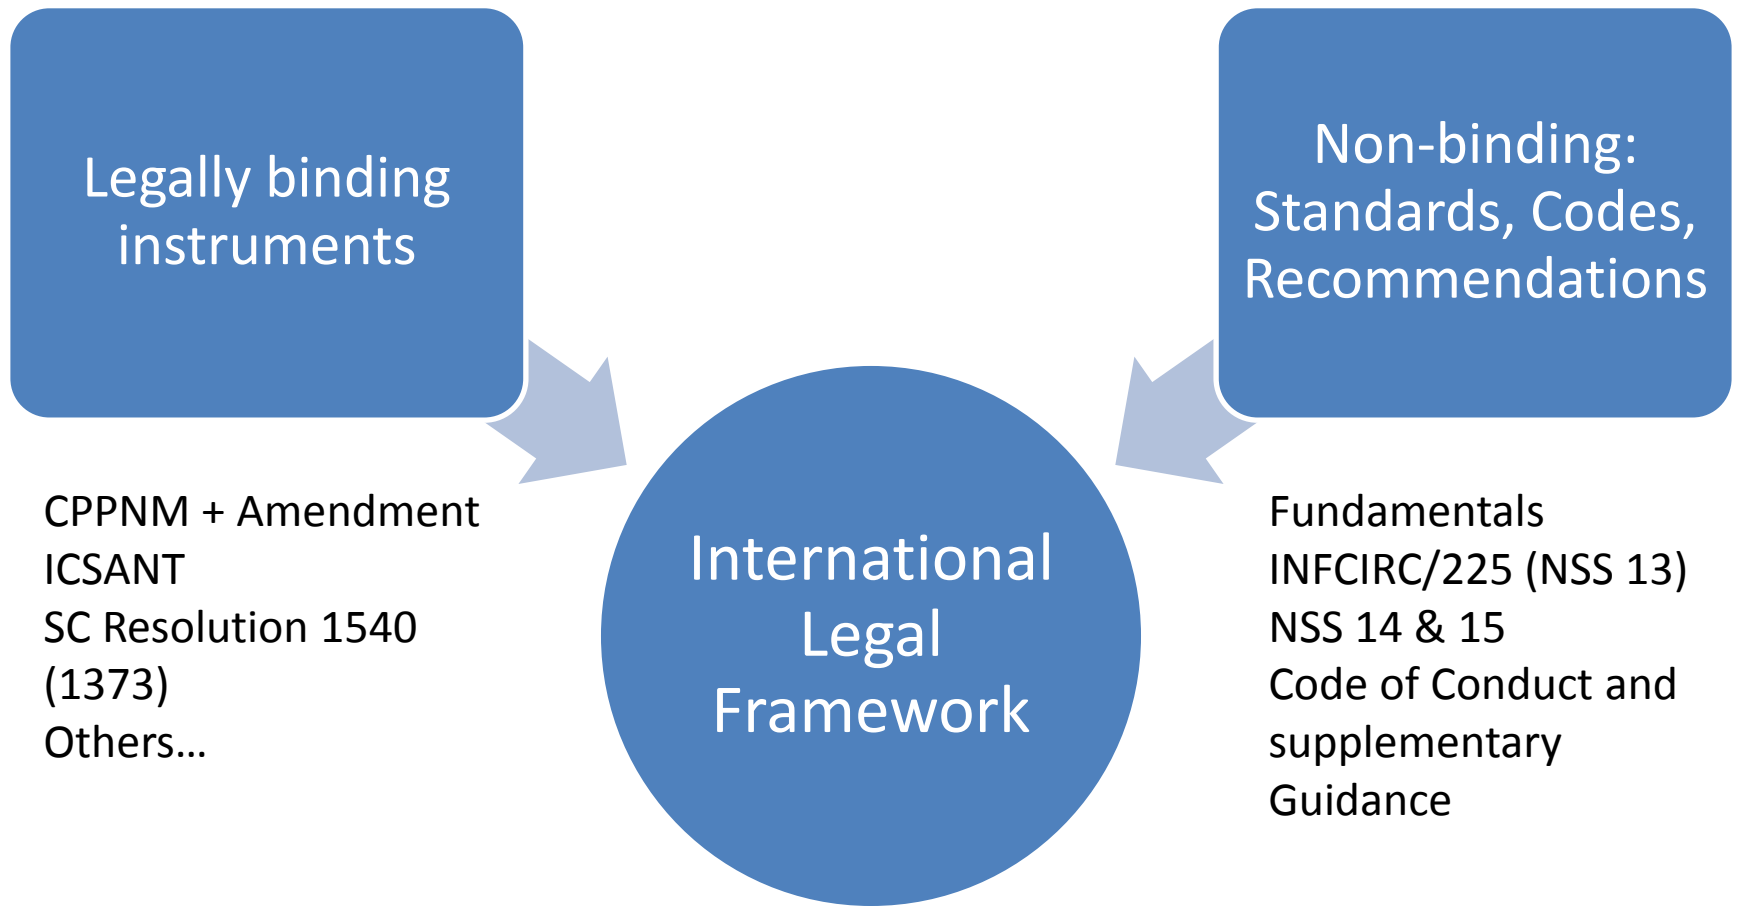 Legally binding
instruments
Non-binding:
Standards, Codes,
Recommendations
CPPNM + Amendment
ICSANT
SC Resolution 1540
(1373)
Others...
International
Legal
Framework
Fundamentals
INFCIRC/225 (NSS 13)
NSS 14 & 15
Code of Conduct and
supplementary
Guidance